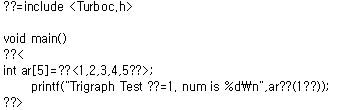 ??=include <Turboc.h>
void main()
??<
int ar[5]=??<1,2,3,4,5??>;
printf("Trigraph Test ??=1, num is %d₩n",ar??(1??));
??>